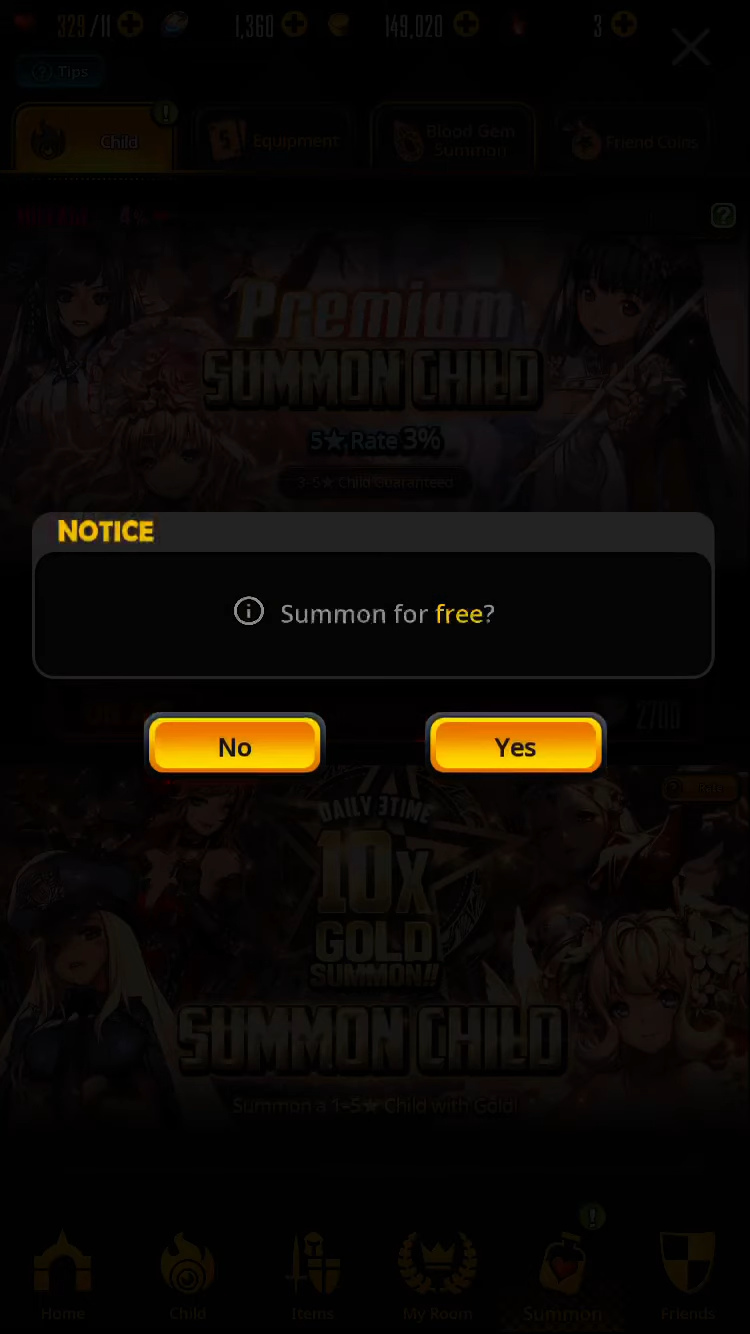 329/11
1,360
149,020
3
Tips
Child
Equipment
Blood Gem
Summon
Friend Coins
Premium
SUMMON CHILD
5★ Rate 3%
3~5★ Child Guaranteed
NOTICE
Summon for free?
2700
No
Yes
DAILY 3TIME
10X
GOLD
SUMMON!!
SUMMON CHILD
Summon a 1~5★ Child with Gold!
Home
Child
Items
My Room
Summon
Friends